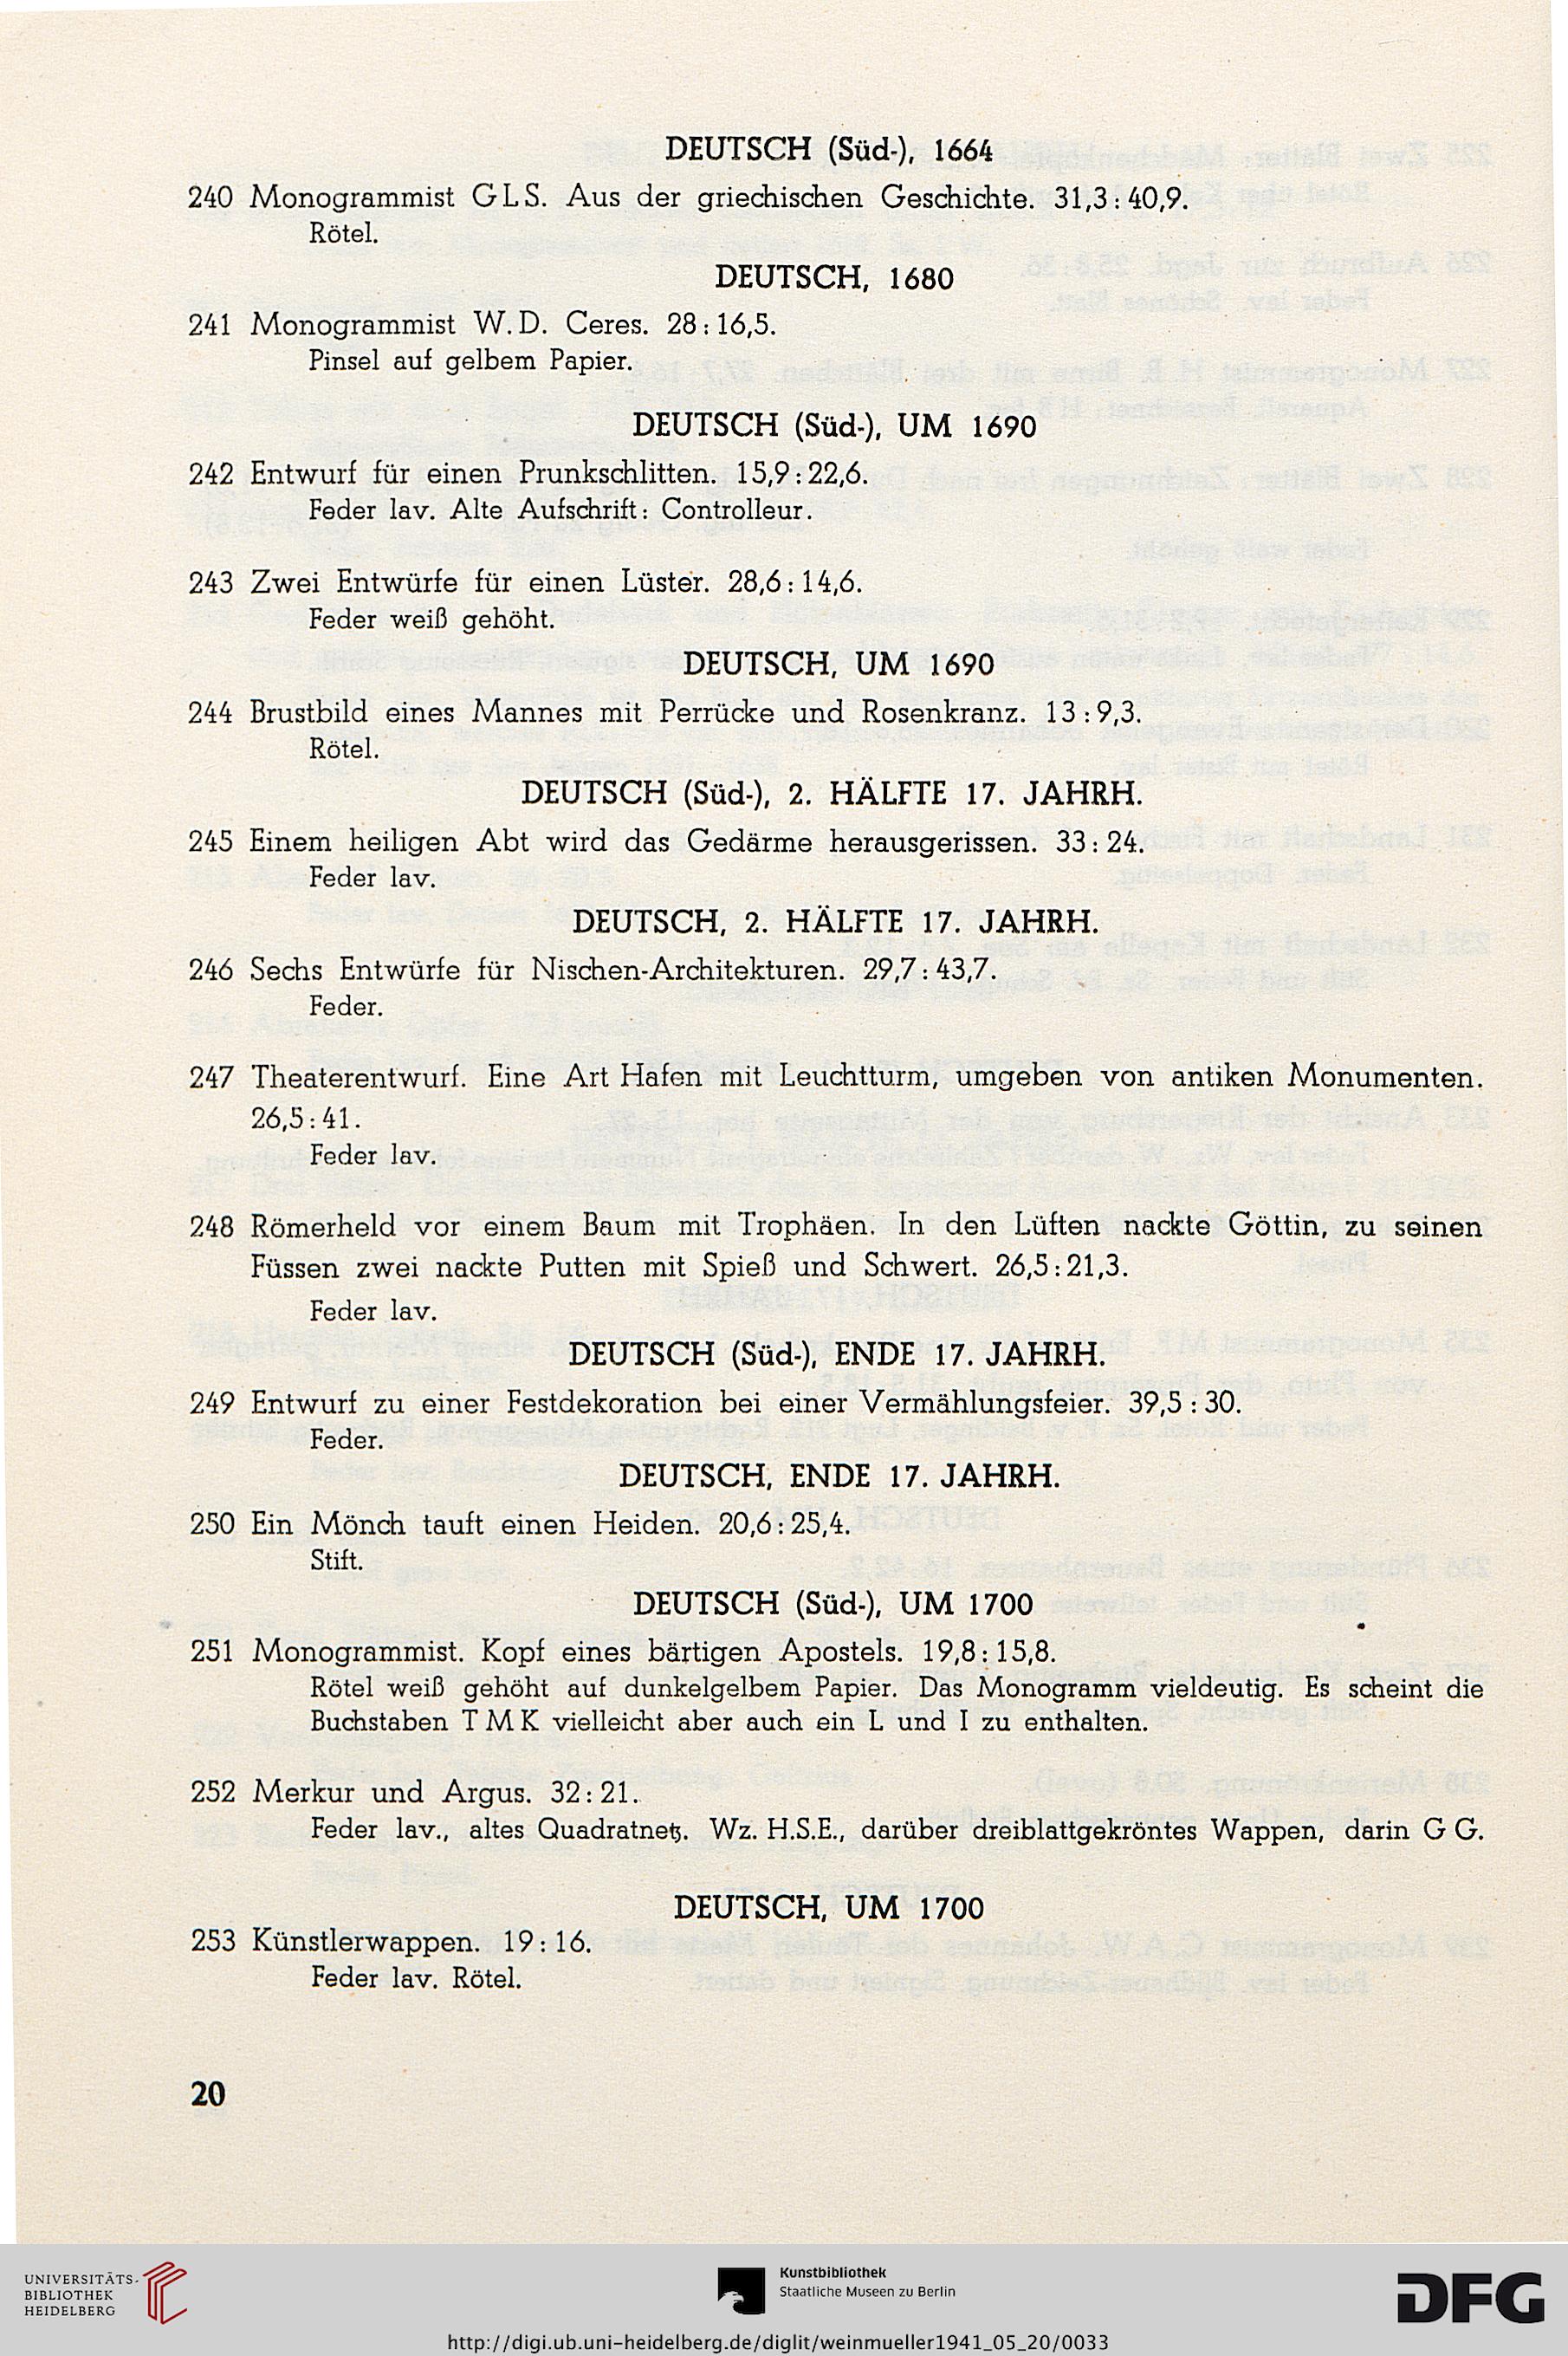 DEUTSCH (Süd-), 1664
240 Monogrammist G L S. Aus der griechischen Geschichte. 31,3 : 40,9.
Rötel.
DEUTSCH, 1680
241 Monogrammist W. D. Ceres. 28 : 16,5.
Pinsel auf gelbem Papier.
DEUTSCH (Süd-), UM 1690
242 Entwurf für einen Prunkschlitten. 15,9 : 22,6.
Feder lav. Alte Aufschrift: Controlleur.
243 Zwei Entwürfe für einen Lüster. 28,6 : 14,6.
Feder weiß gehöht.
DEUTSCH, UM 1690
244 Brustbild eines Mannes mit Perrücke und Rosenkranz. 13 : 9,3.
Rötel.
DEUTSCH (Süd-), 2. HÄLFTE 17. JAHRH.
245 Einem heiligen Abt wird das Gedärme herausgerissen. 33 : 24.
Feder lav.
DEUTSCH, 2. HÄLFTE 17. JAHRH.
246 Sechs Entwürfe für Nischen-Architekturen. 29,7 : 43,7.
Feder.
247 Theaterentwurf. Eine Art Hafen mit Leuchtturm, umgeben von antiken Monumenten.
26,5 : 41.
Feder lav.
248 Römerheld vor einem Baum mit Trophäen. In den Lüften nackte Göttin, zu seinen
Füssen zwei nackte Putten mit Spieß und Schwert. 26,5 : 21,3.
Feder lav.
DEUTSCH (Süd-), ENDE 17. JAHRH.
249 Entwurf zu einer Festdekoration bei einer Vermählungsfeier. 39,5 : 30.
Feder.
DEUTSCH, ENDE 17. JAHRH.
250 Ein Mönch tauft einen Heiden. 20,6 : 25,4.
Stift.
DEUTSCH (Süd-), UM 1700
251 Monogrammist. Kopf eines bärtigen Apostels. 19,8 : 15,8.
Rötel weiß gehöht auf dunkelgelbem Papier. Das Monogramm vieldeutig. Es scheint die
Buchstaben T M K vielleicht aber auch ein L und I zu enthalten.
252 Merkur und Argus. 32 : 21.
Feder lav., altes Quadratnetz. Wz. H.S.E., darüber dreiblattgekröntes Wappen, darin G G.
DEUTSCH, UM 1700
253 Künstlerwappen. 19 : 16.
Feder lav. Rötel.
20
UNIVERSITÄTS-
BIBLIOTHEK
HEIDELBERG
Kunstbibliothek
Staatliche Museen zu Berlin
DFG
http://digi.ub.uni-heidelberg.de/diglit/weinmueller1941_05_20/0033